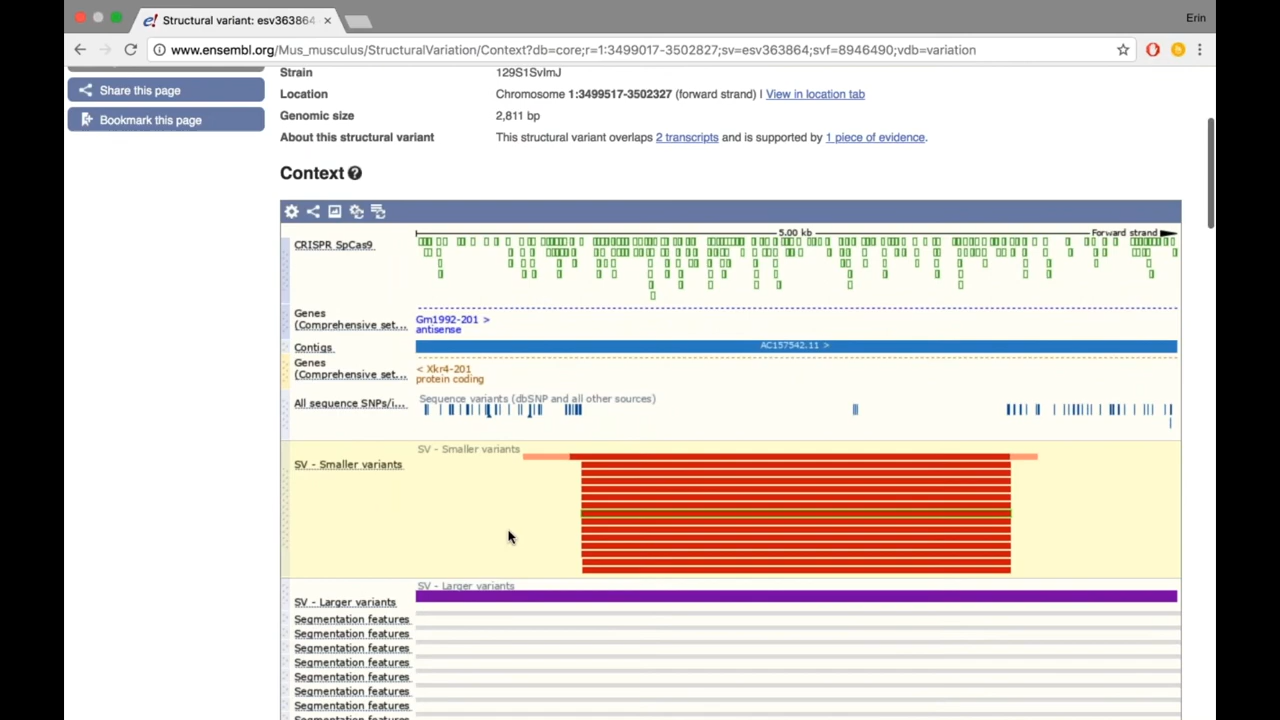 Structural variant: esv363864
Erin
www.ensembl.org/Mus_musculus/StructuralVariation/Context?db=core;r=1:3499017-3502827;sv=esv363864;svf=8946490;vdb=variation
Share this page
Bookmark this page
Strain 129S1SvImJ
Location Chromosome 1:3499517-3502327 (forward strand) | View in location tab
Genomic size 2,811 bp
About this structural variant This structural variant overlaps 2 transcripts and is supported by 1 piece of evidence.
Context
5.00 kb Forward strand
CRISPR SpCas9
Genes
(Comprehensive set...
Gm1992-201 >
antisense
Contigs AC157542.11 >
Genes
(Comprehensive set...
< Xkr4-201
protein coding
All sequence SNPs/i... Sequence variants (dbSNP and all other sources)
SV - Smaller variants
SV - Smaller variants
SV - Larger variants
SV - Larger variants
Segmentation features
Segmentation features
Segmentation features
Segmentation features
Segmentation features
Segmentation features
Segmentation features